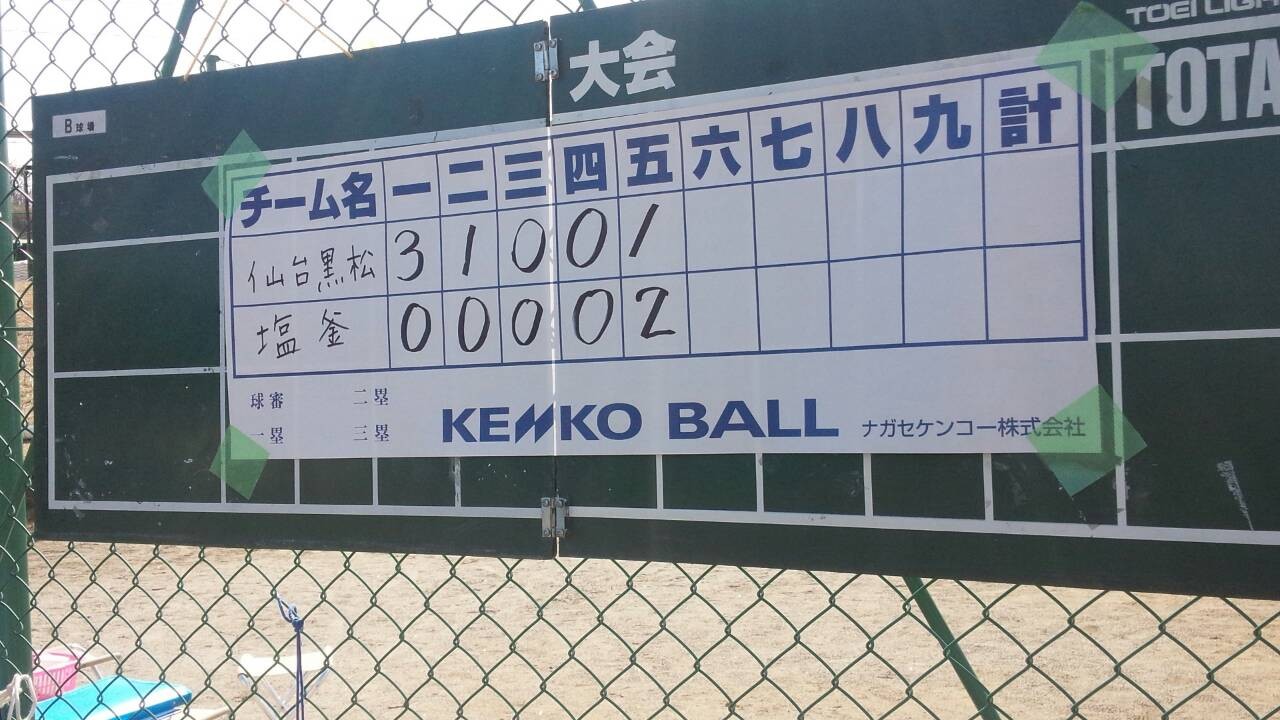 TOEI LIGH
大会
B球場
TOTA
チーム名 一 二 三 四 五 六 七 八 九 計
仙台黒松 3 1 0 0 1
塩釜 0 0 0 0 2
球審 二塁
一塁 三塁
KENKO BALL ナガセケンコー株式会社